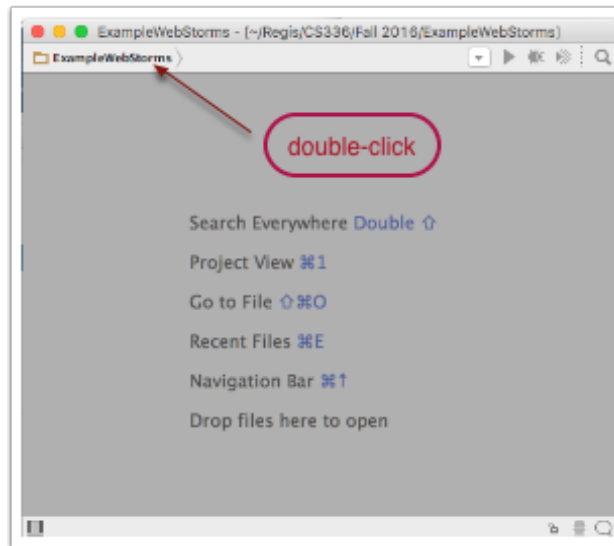 ExampleWebStorms - [~/Regis/CS336/Fall 2016/ExampleWebStorms]
ExampleWebStorms
double-click
Search Everywhere Double ⇧
Project View ⌘1
Go to File ⇧⌘O
Recent Files ⌘E
Navigation Bar ⌘↑
Drop files here to open